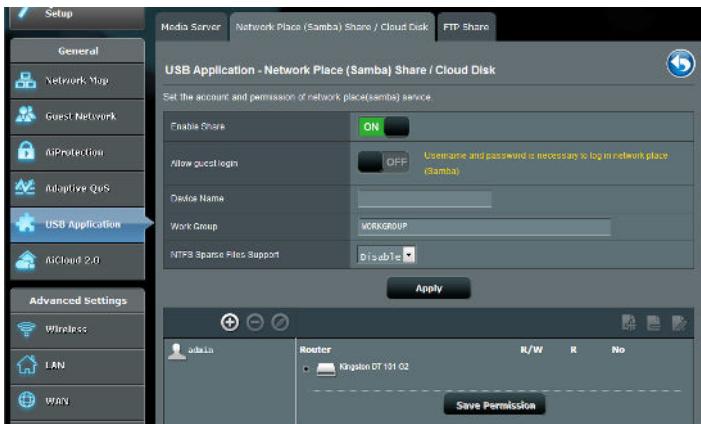 Setup
Media Server
Network Place (Samba) Share / Cloud Disk
FTP Share
General
Network Map
Guest Network
AiProtection
Adaptive QoS
USB Application
AiCloud 2.0
Advanced Settings
Wireless
LAN
WAN
USB Application - Network Place (Samba) Share / Cloud Disk
Set the account and permission of network place(samba) service.
Enable Share
ON
Allow guest login
OFF
Username and password is necessary to log in network place
(Samba)
Device Name
Work Group
WORKGROUP
NTFS Sparse Files Support
Disable
Apply
admin
Router
R/W
R
No
Kingston DT 101 G2
Save Permission